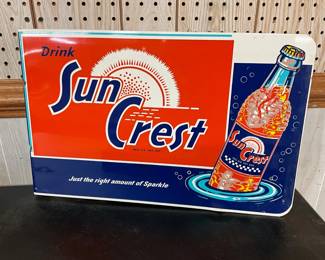 Drink
Sun
Crest
Just the right amount of Sparkle
Sun
Crest